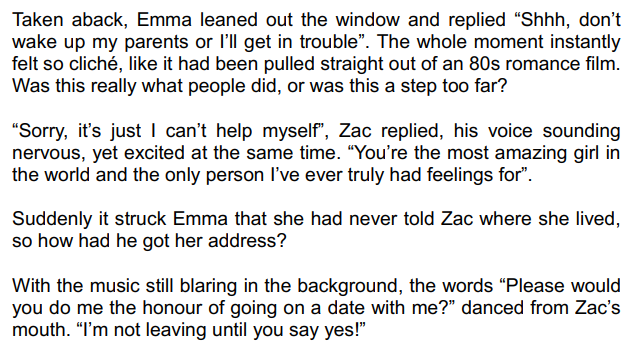 Taken aback, Emma leaned out the window and replied “Shhh, don’t
wake up my parents or I’ll get in trouble”. The whole moment instantly
felt so cliché, like it had been pulled straight out of an 80s romance film.
Was this really what people did, or was this a step too far?
“Sorry, it’s just I can’t help myself”, Zac replied, his voice sounding
nervous, yet excited at the same time. “You’re the most amazing girl in
the world and the only person I’ve ever truly had feelings for”.
Suddenly it struck Emma that she had never told Zac where she lived,
so how had he got her address?
With the music still blaring in the background, the words “Please would
you do me the honour of going on a date with me?” danced from Zac’s
mouth. “I’m not leaving until you say yes!”